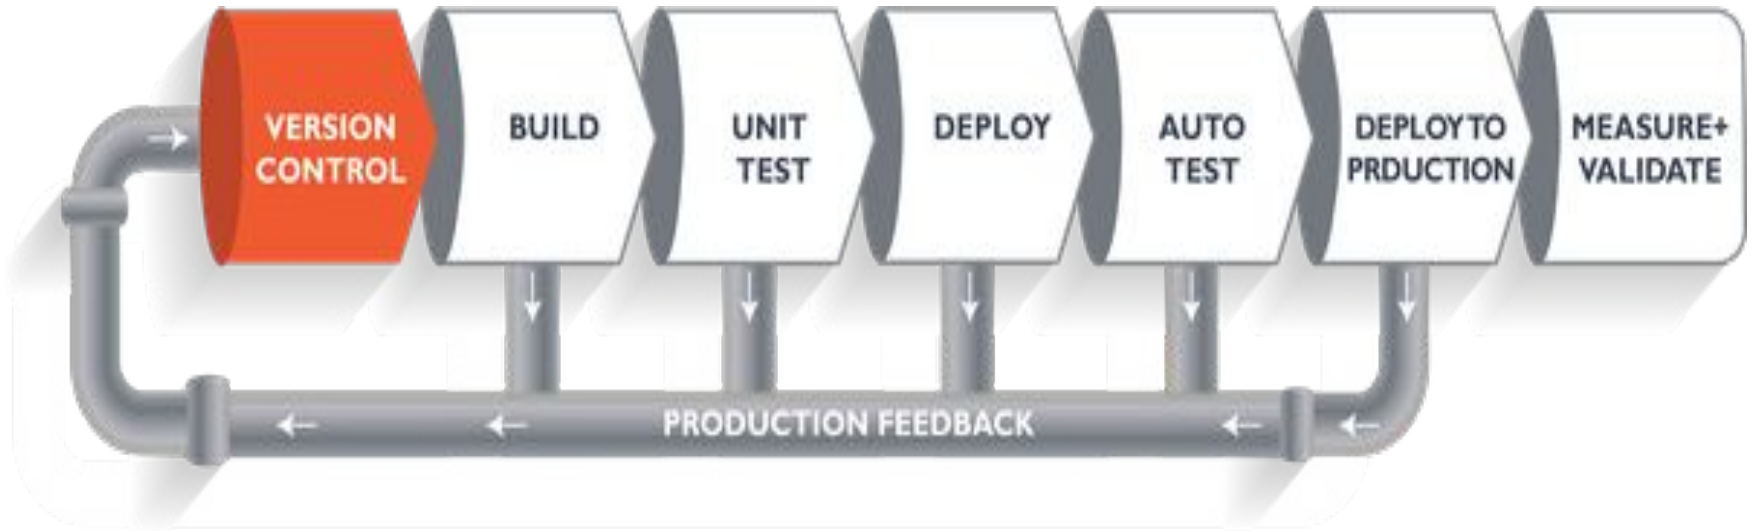 VERSION
CONTROL
BUILD
UNIT
TEST
DEPLOY
AUTO
TEST
DEPLOY TO
PRDUCTION
MEASURE+
VALIDATE
PRODUCTION FEEDBACK